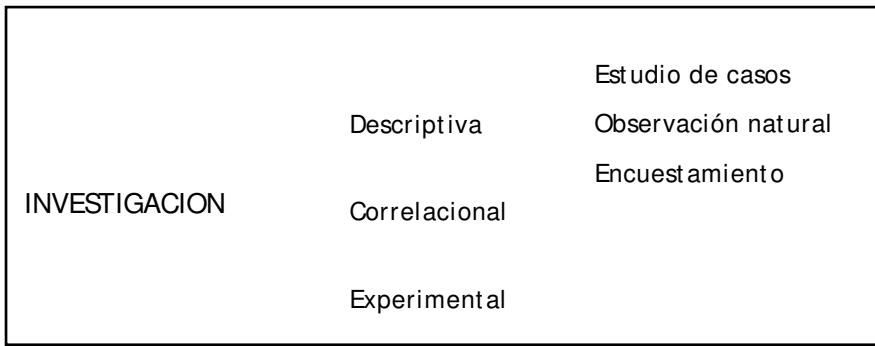 INVESTIGACION
Descriptiva
Estudio de casos
Observación natural
Encuestamiento
Correlacional
Experimental